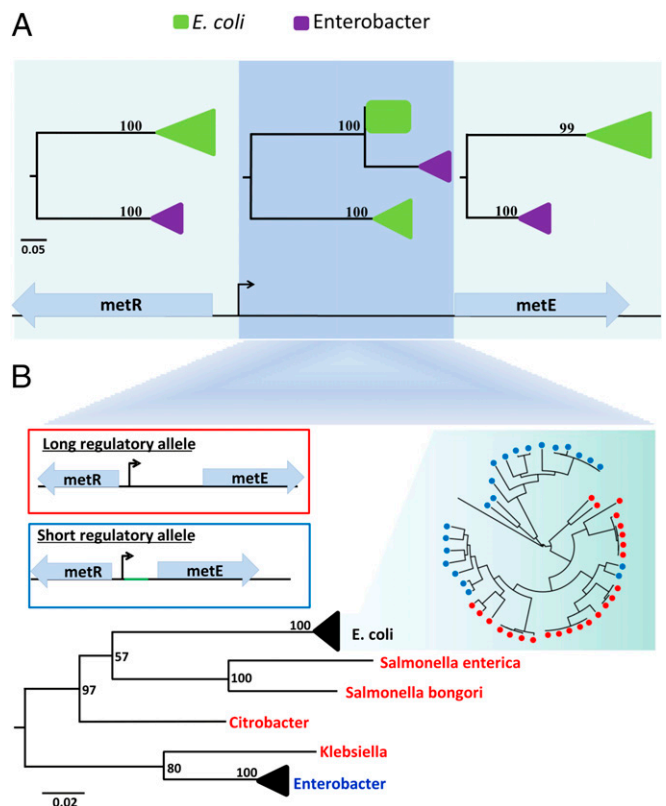 A
E. coli
Enterobacter
100
100
99
100
100
100
0.05
metR
metE
B
Long regulatory allele
metR
metE
Short regulatory allele
metR
metE
100
E. coli
57
Salmonella enterica
100
Salmonella bongori
97
Citrobacter
Klebsiella
80
100
Enterobacter
0.02